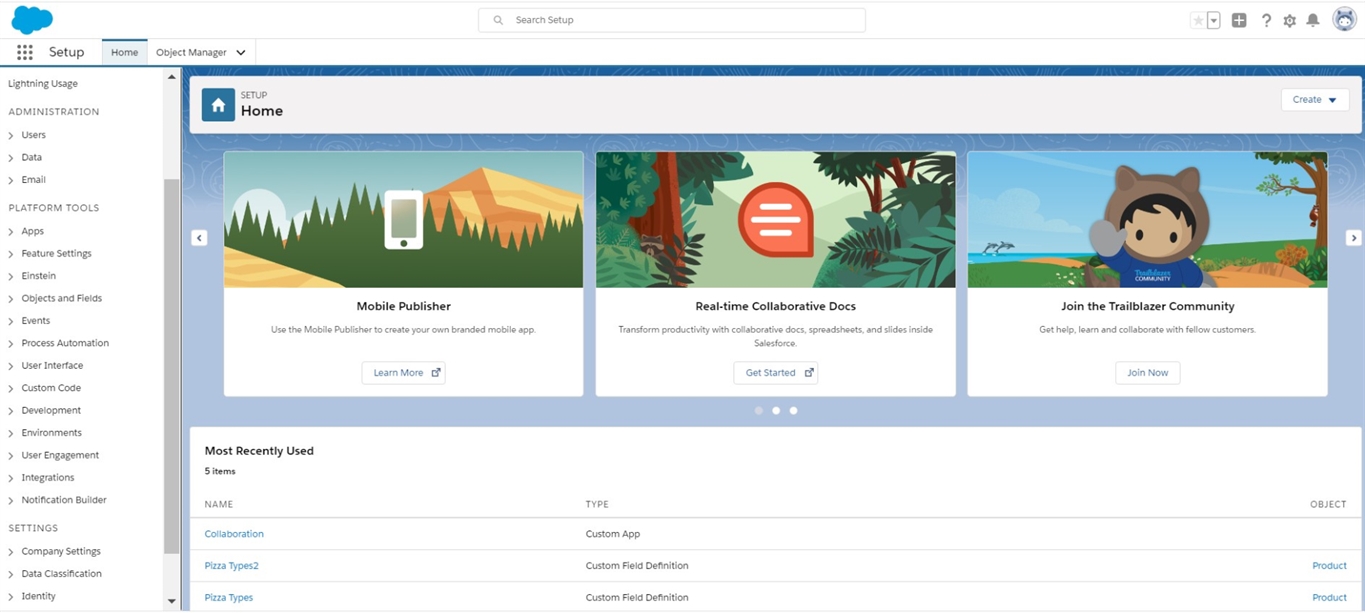 Search Setup
Setup
Home
Object Manager
Lightning Usage
ADMINISTRATION
Users
Data
Email
PLATFORM TOOLS
Apps
Feature Settings
Einstein
Objects and Fields
Events
Process Automation
User Interface
Custom Code
Development
Environments
User Engagement
Integrations
Notification Builder
SETTINGS
Company Settings
Data Classification
Identity
SETUP
Home
Create
Mobile Publisher
Use the Mobile Publisher to create your own branded mobile app.
Learn More
Real-time Collaborative Docs
Transform productivity with collaborative docs, spreadsheets, and slides inside
Salesforce.
Get Started
Trailblazer
COMMUNITY
Join the Trailblazer Community
Get help, learn and collaborate with fellow customers.
Join Now
Most Recently Used
5 items
NAME TYPE OBJECT
Collaboration Custom App
Pizza Types2 Custom Field Definition Product
Pizza Types Custom Field Definition Product